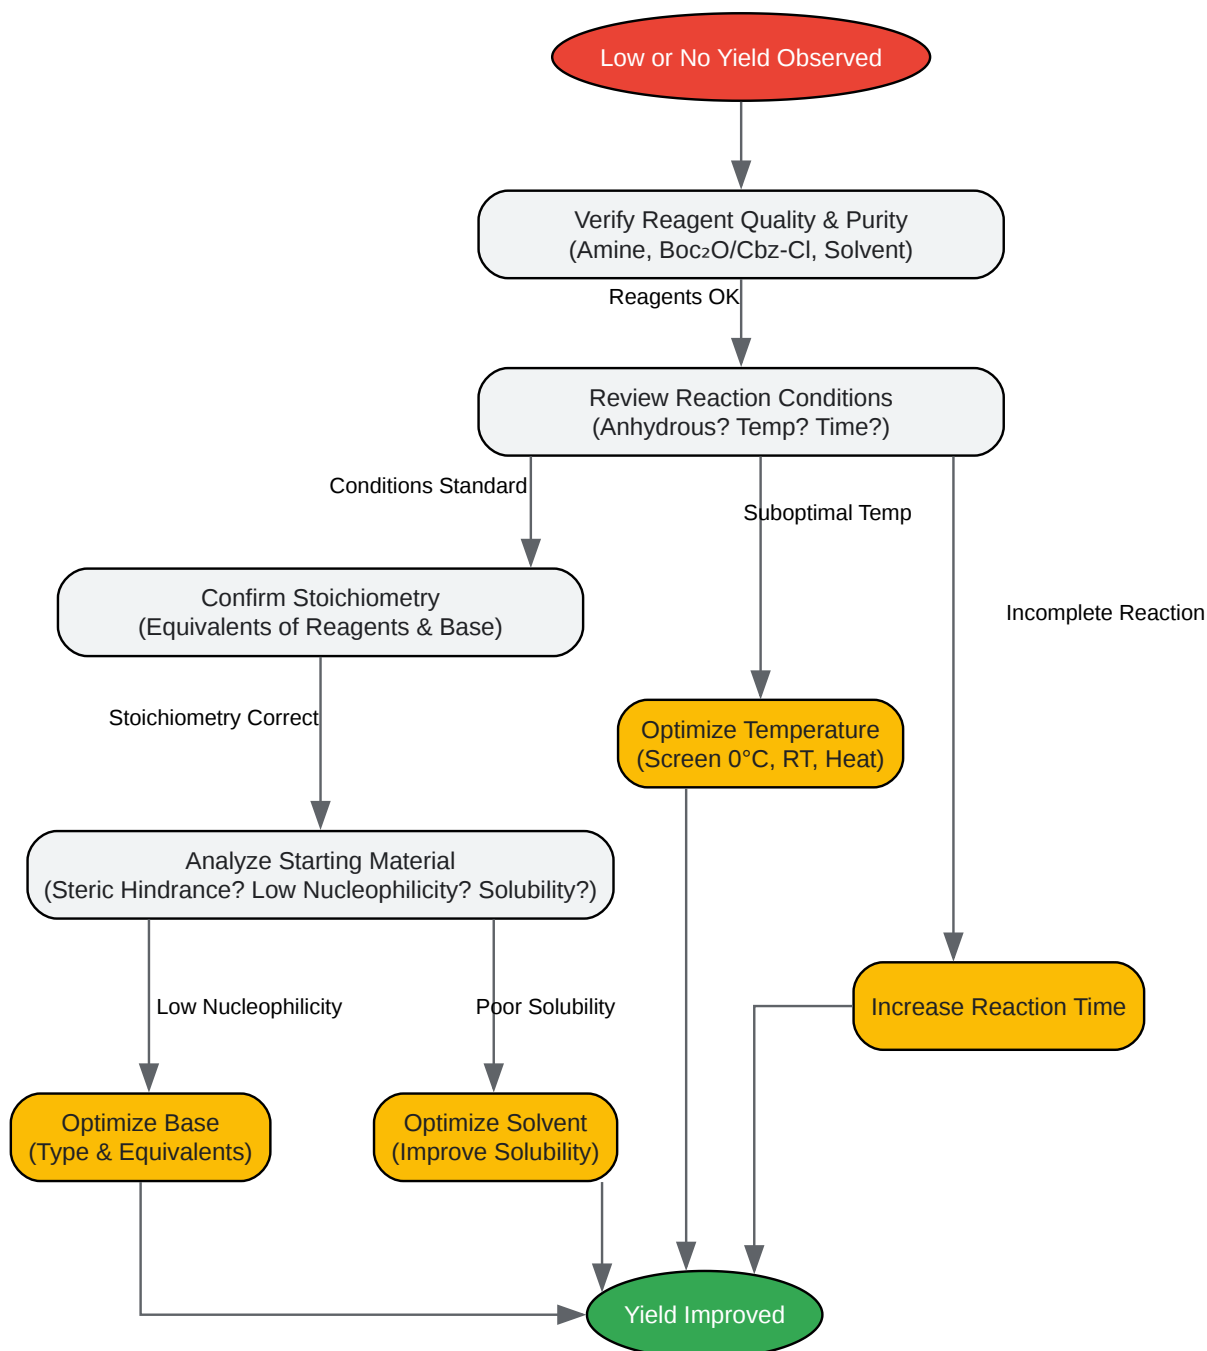 Low or No Yield Observed
Verify Reagent Quality & Purity
(Amine, Boc₂O/Cbz-Cl, Solvent)
Reagents OK
Review Reaction Conditions
(Anhydrous? Temp? Time?)
Conditions Standard
Suboptimal Temp
Incomplete Reaction
Confirm Stoichiometry
(Equivalents of Reagents & Base)
Stoichiometry Correct
Optimize Temperature
(Screen 0°C, RT, Heat)
Analyze Starting Material
(Steric Hindrance? Low Nucleophilicity? Solubility?)
Low Nucleophilicity
Poor Solubility
Increase Reaction Time
Optimize Base
(Type & Equivalents)
Optimize Solvent
(Improve Solubility)
Yield Improved